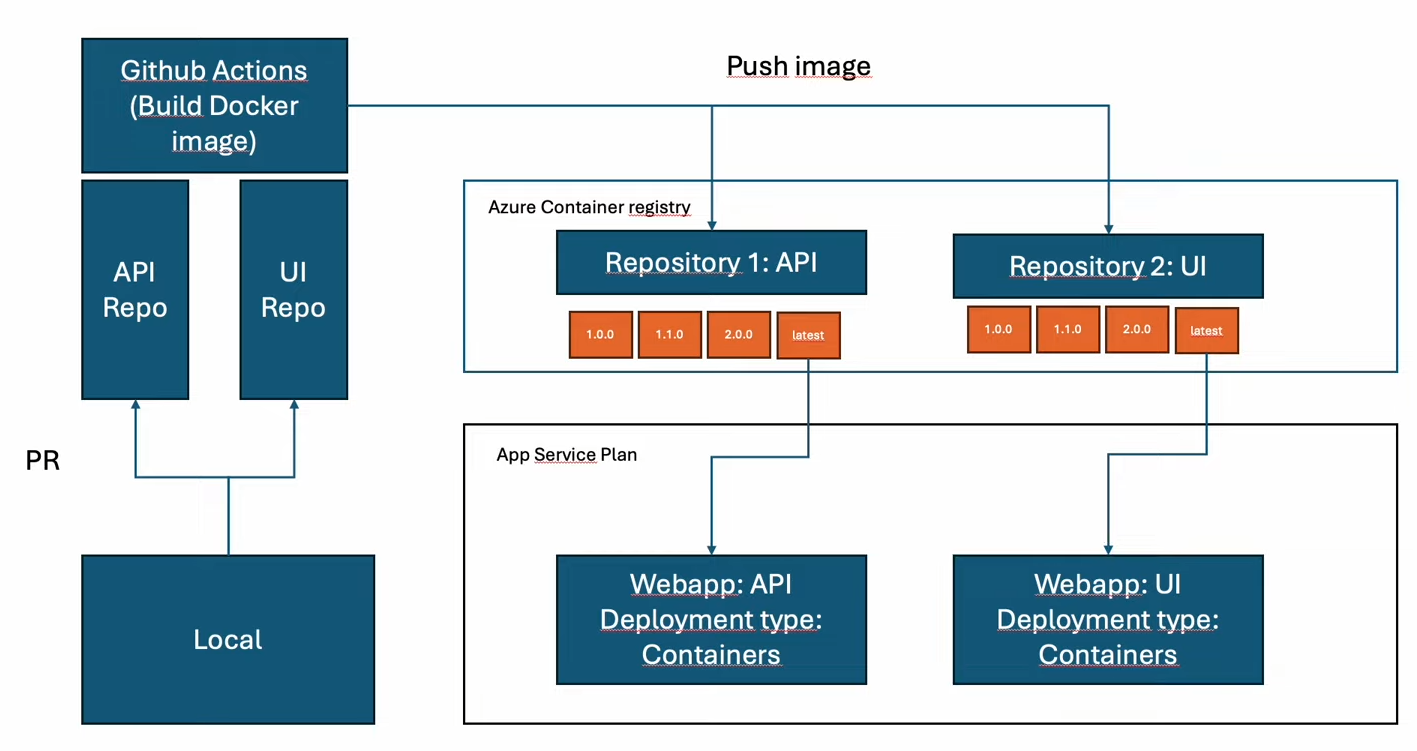 Github Actions
(Build Docker
image)
Push image
API
Repo
UI
Repo
Azure Container registry
Repository 1: API
1.0.0
1.1.0
2.0.0
latest
Repository 2: UI
1.0.0
1.1.0
2.0.0
latest
PR
Local
App Service Plan
Webapp: API
Deployment type:
Containers
Webapp: UI
Deployment type:
Containers